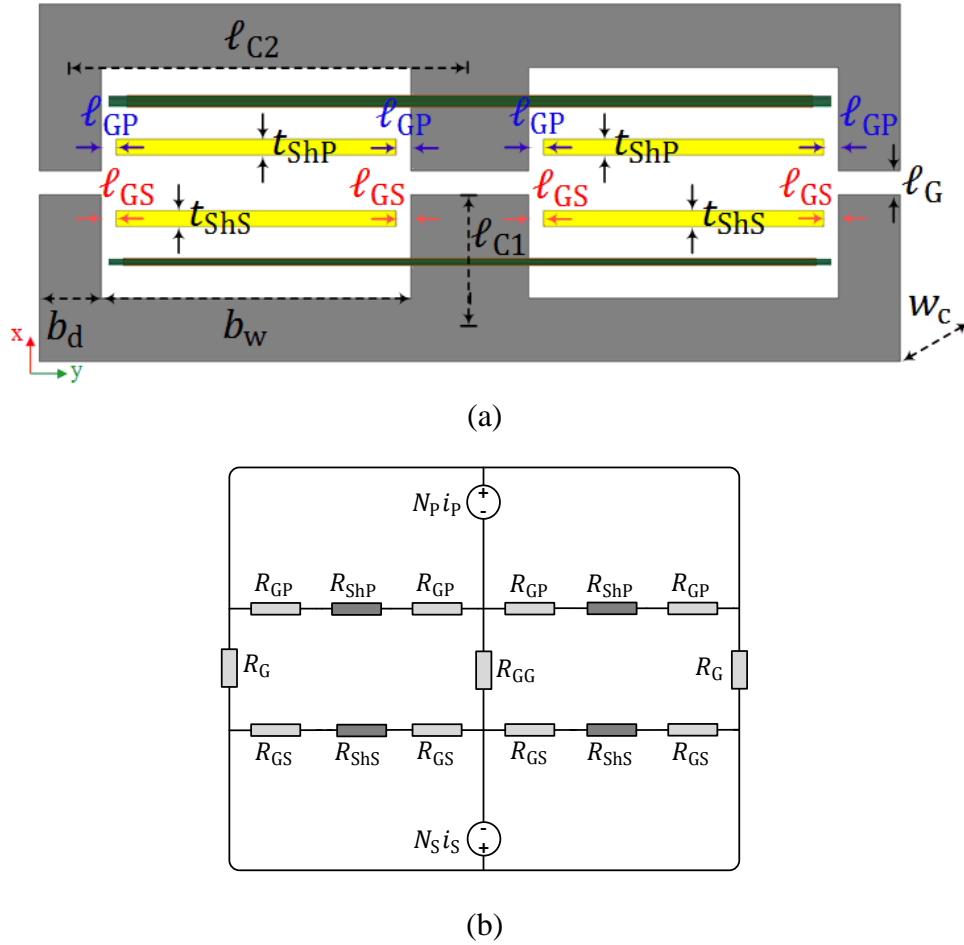 ℓC2
ℓGP ℓGP ℓGP ℓGP
tShP tShP
ℓGS ℓGS ℓGS ℓGS ℓG
tShS tShS
ℓC1
bd bw wc
x
y
(a)
NPiP
+
-
RGP RShP RGP RGP RShP RGP
RG RGG RG
RGS RShS RGS RGS RShS RGS
NSiS
-
+
(b)